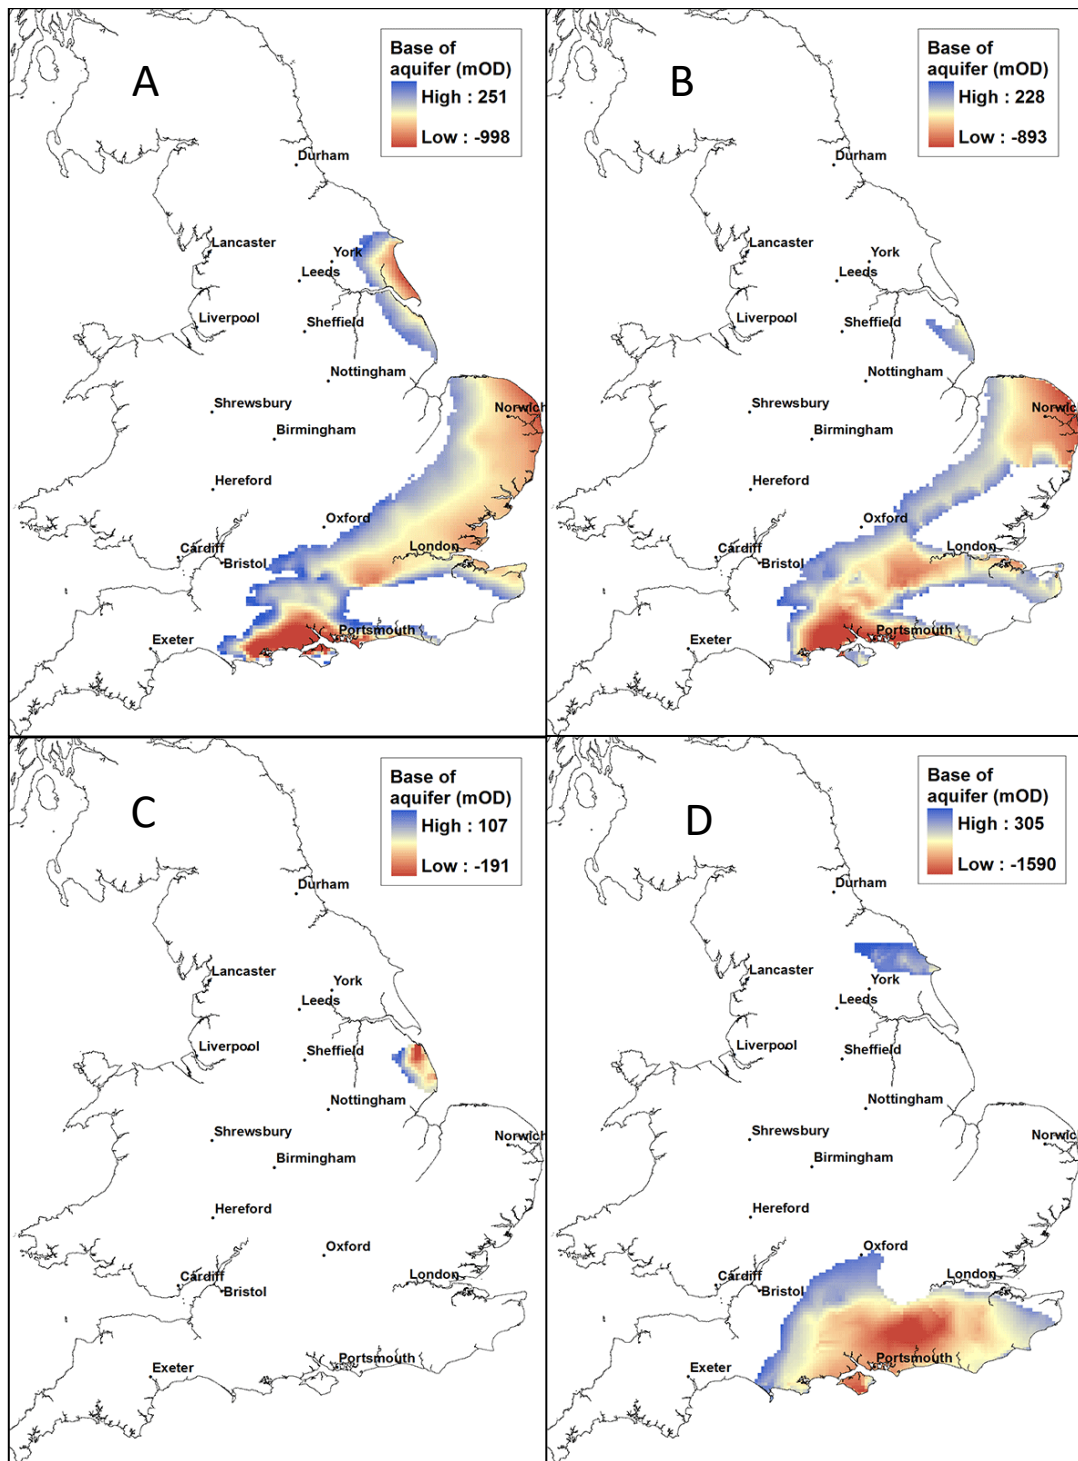 A
Base of
aquifer (mOD)
High : 251
Low : -998
Durham
Lancaster
York
Leeds
Liverpool
Sheffield
Nottingham
Shrewsbury
Norwich
Birmingham
Hereford
Oxford
London
Cardiff
Bristol
Exeter
Portsmouth
B
Base of
aquifer (mOD)
High : 228
Low : -893
Durham
Lancaster
York
Leeds
Liverpool
Sheffield
Nottingham
Shrewsbury
Norwich
Birmingham
Hereford
Oxford
London
Cardiff
Bristol
Exeter
Portsmouth
C
Base of
aquifer (mOD)
High : 107
Low : -191
Durham
Lancaster
York
Leeds
Liverpool
Sheffield
Nottingham
Shrewsbury
Norwich
Birmingham
Hereford
Oxford
London
Cardiff
Bristol
Exeter
Portsmouth
D
Base of
aquifer (mOD)
High : 305
Low : -1590
Durham
Lancaster
York
Leeds
Liverpool
Sheffield
Nottingham
Shrewsbury
Norwich
Birmingham
Hereford
Oxford
London
Cardiff
Bristol
Exeter
Portsmouth